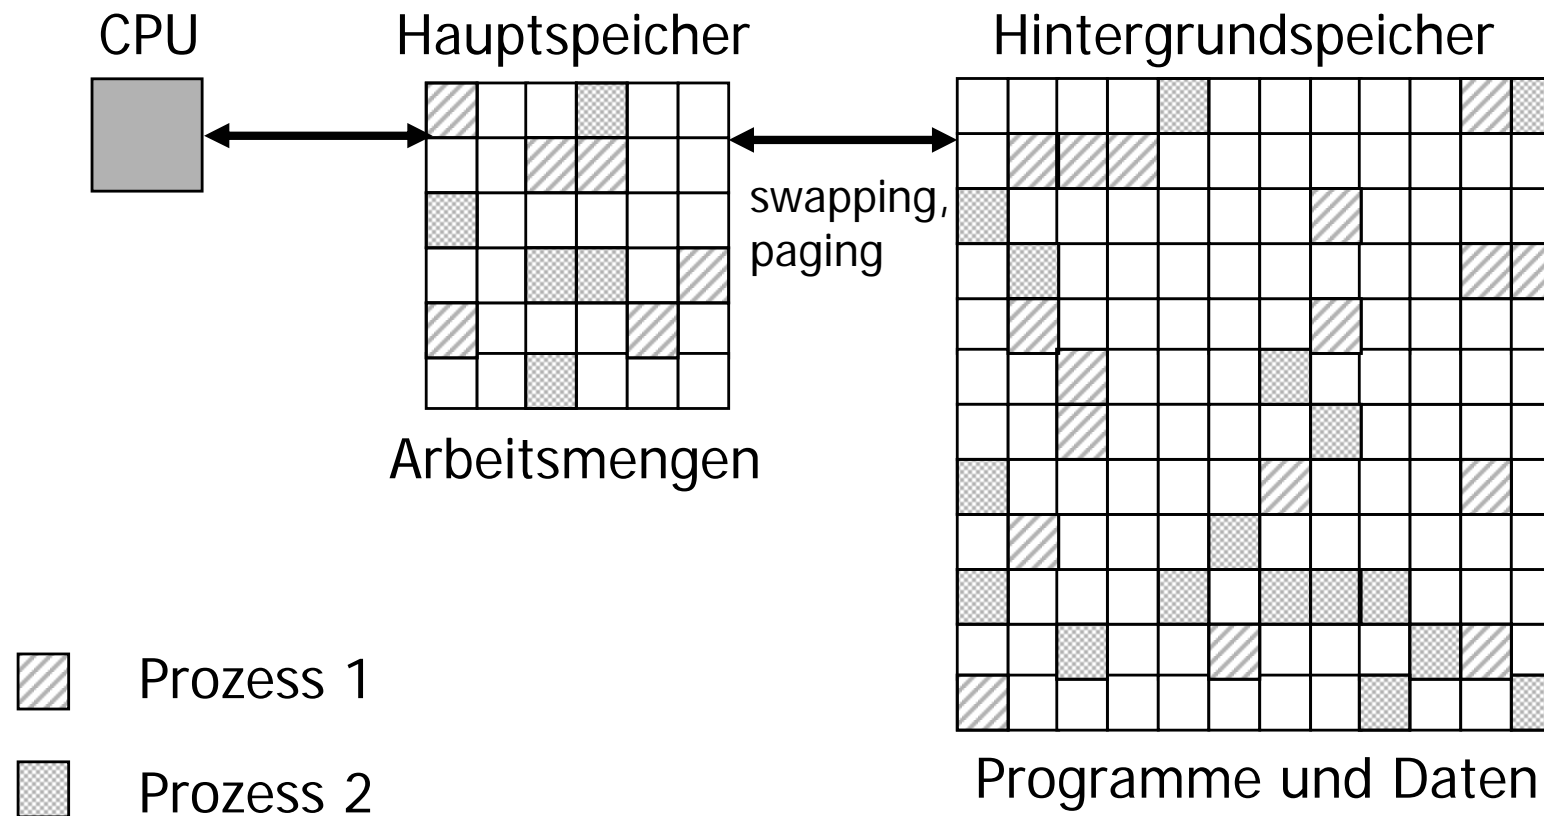 CPU
Hauptspeicher
Hintergrundspeicher
swapping,
paging
Arbeitsmengen
Prozess 1
Prozess 2
Programme und Daten